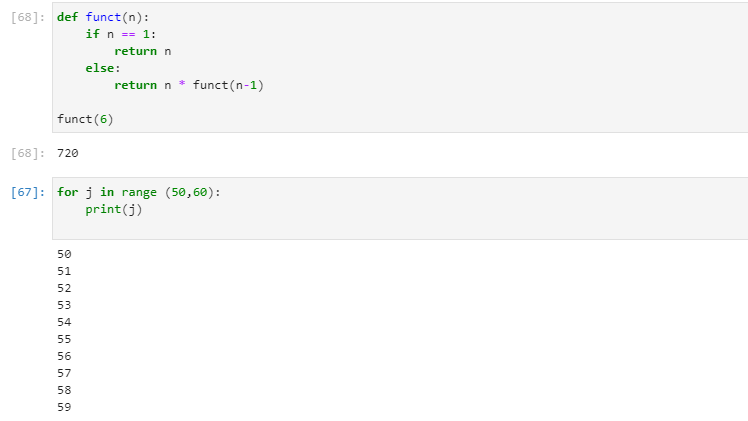 [68]: def funct(n):
    if n == 1:
        return n
    else:
        return n * funct(n-1)

funct(6)
[68]: 720
[67]: for j in range (50,60):
    print(j)
50
51
52
53
54
55
56
57
58
59